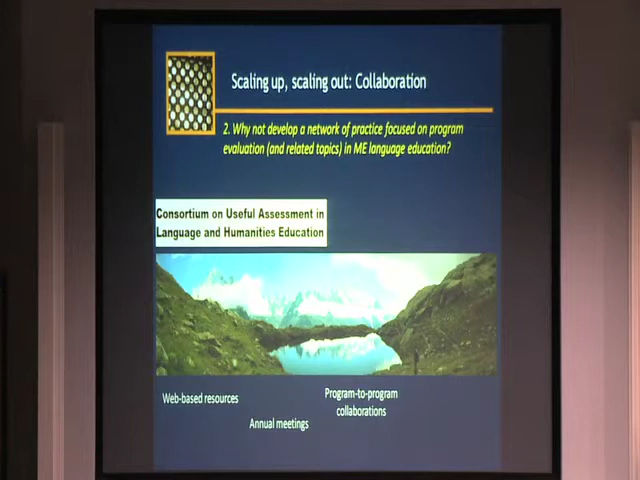 Scaling up, scaling out: Collaboration
2. Why not develop a network of practice focused on program
evaluation (and related topics) in ME language education?
Consortium on Useful Assessment in
Language and Humanities Education
Web-based resources
Program-to-program
collaborations
Annual meetings